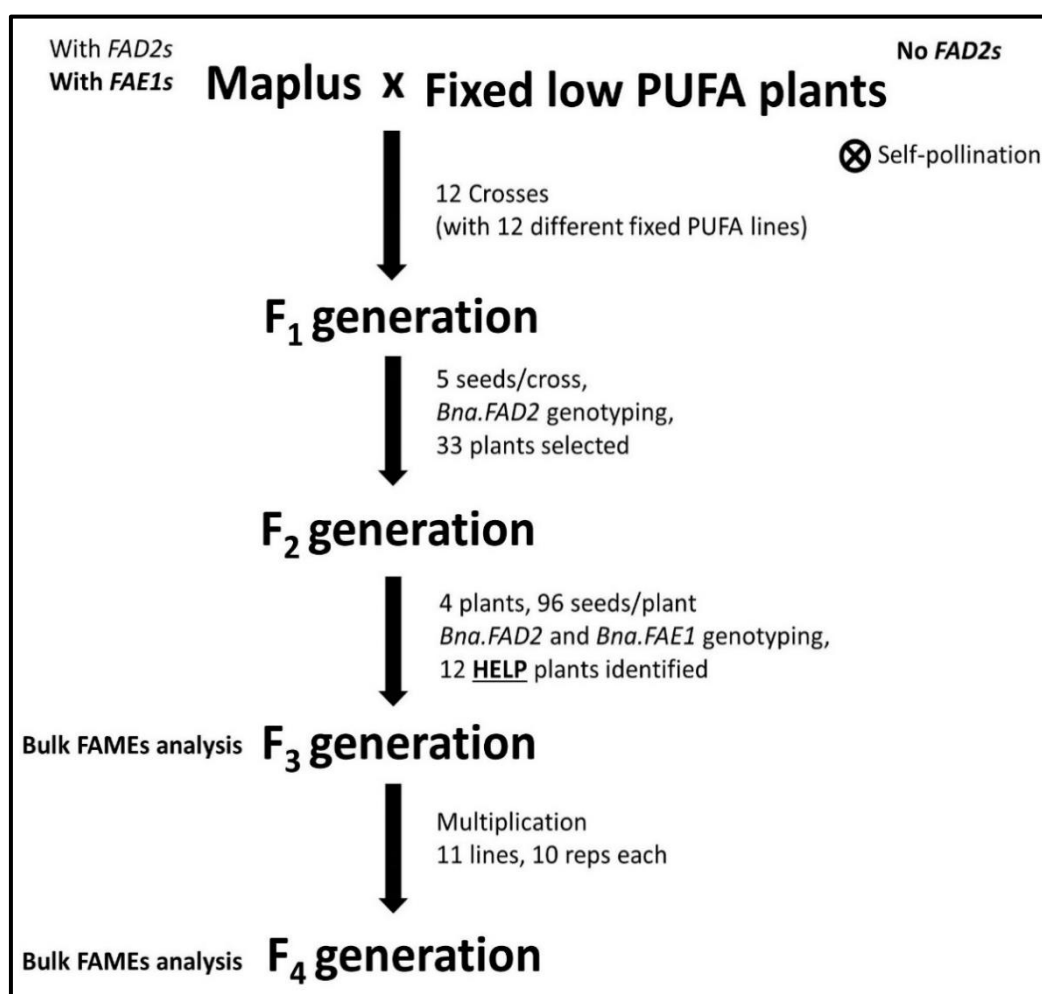 With FAD2s
With FAE1s
Maplus x Fixed low PUFA plants
No FAD2s
⊗ Self-pollination
12 Crosses
(with 12 different fixed PUFA lines)
F₁ generation
5 seeds/cross,
Bna.FAD2 genotyping,
33 plants selected
F₂ generation
4 plants, 96 seeds/plant
Bna.FAD2 and Bna.FAE1 genotyping,
12 HELP plants identified
Bulk FAMEs analysis F₃ generation
Multiplication
11 lines, 10 reps each
Bulk FAMEs analysis F₄ generation